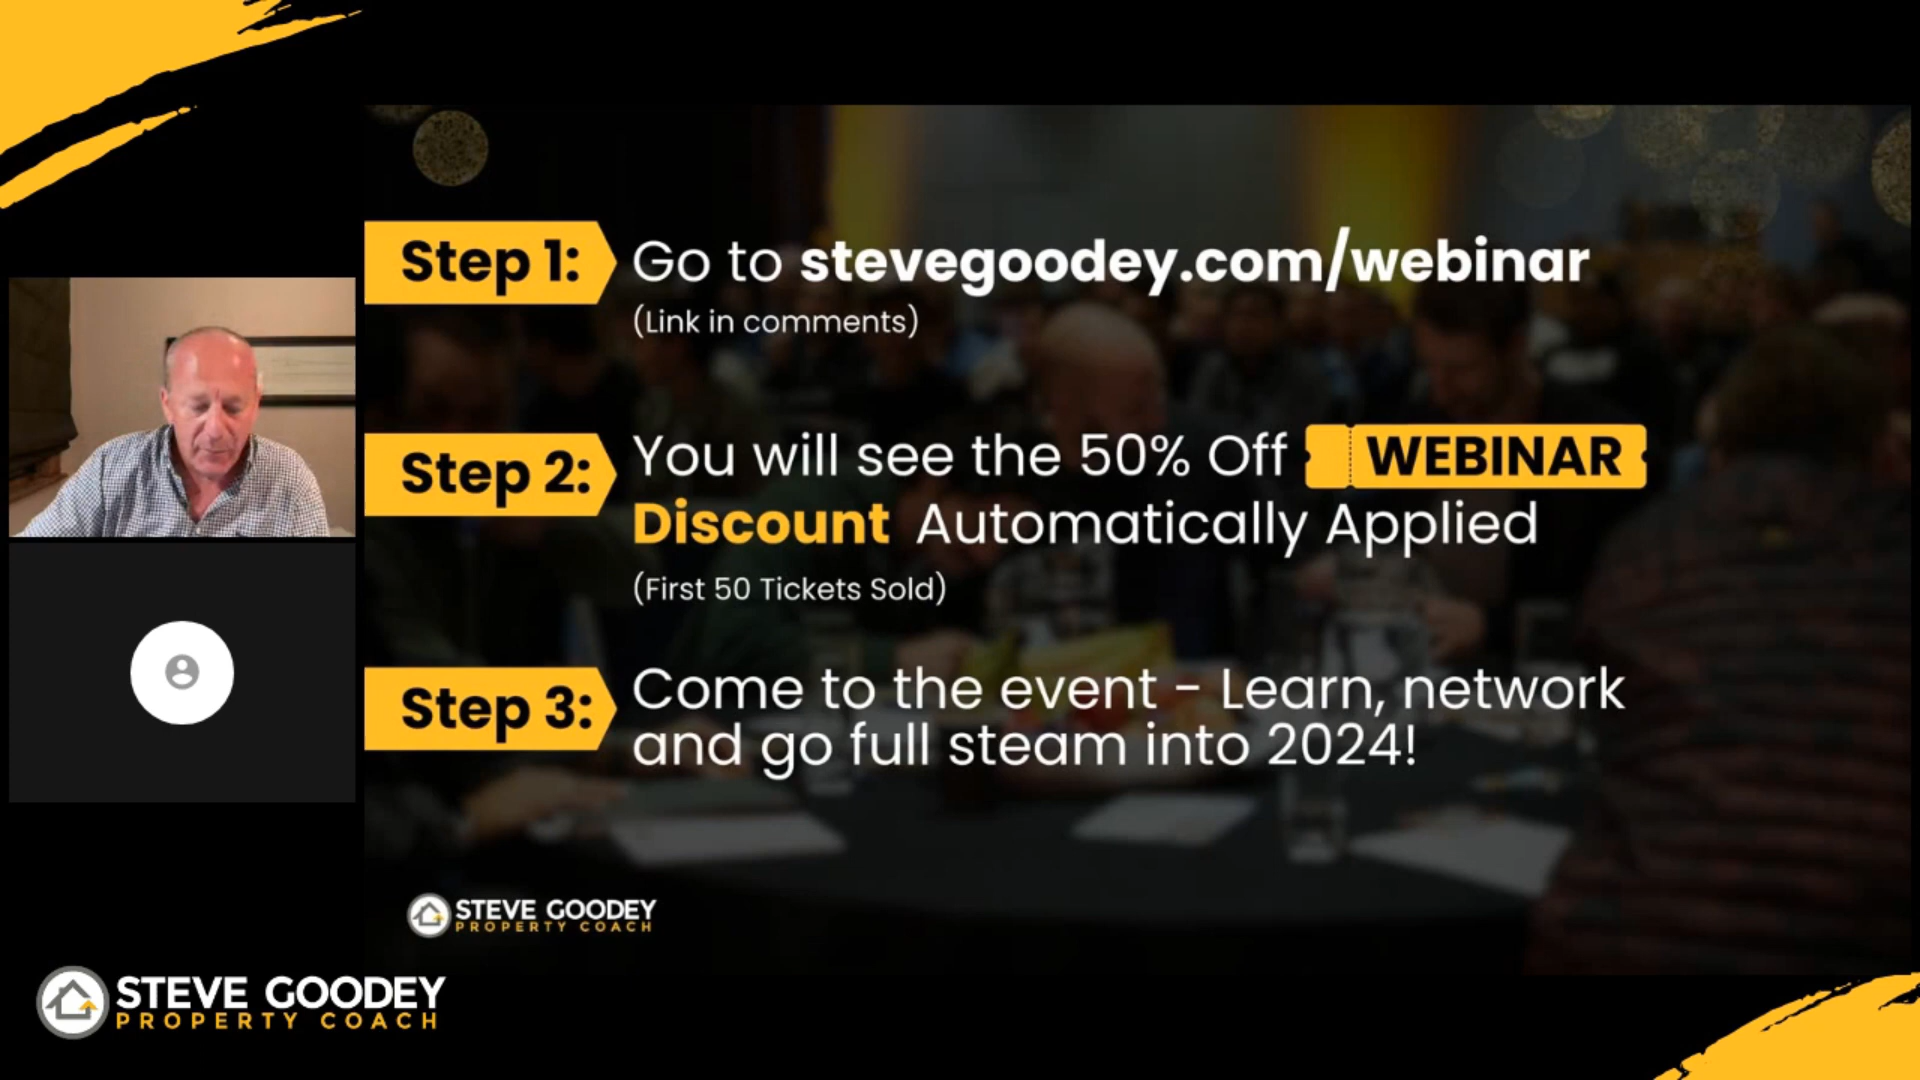 Step 1: Go to stevegoodey.com/webinar
(Link in comments)
Step 2: You will see the 50% Off WEBINAR
Discount Automatically Applied
(First 50 Tickets Sold)
Step 3: Come to the event - Learn, network
and go full steam into 2024!
STEVE GOODEY
PROPERTY COACH
STEVE GOODEY
PROPERTY COACH